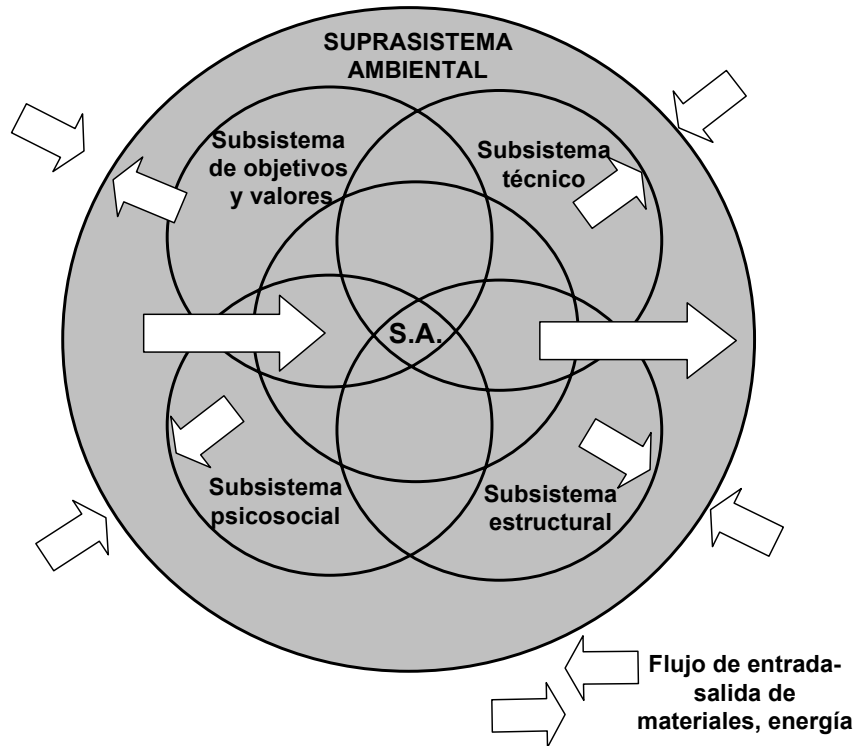 SUPRASISTEMA
AMBIENTAL
Subsistema
de objetivos
y valores
Subsistema
técnico
S.A.
Subsistema
psicosocial
Subsistema
estructural
Flujo de entrada-
salida de
materiales, energía